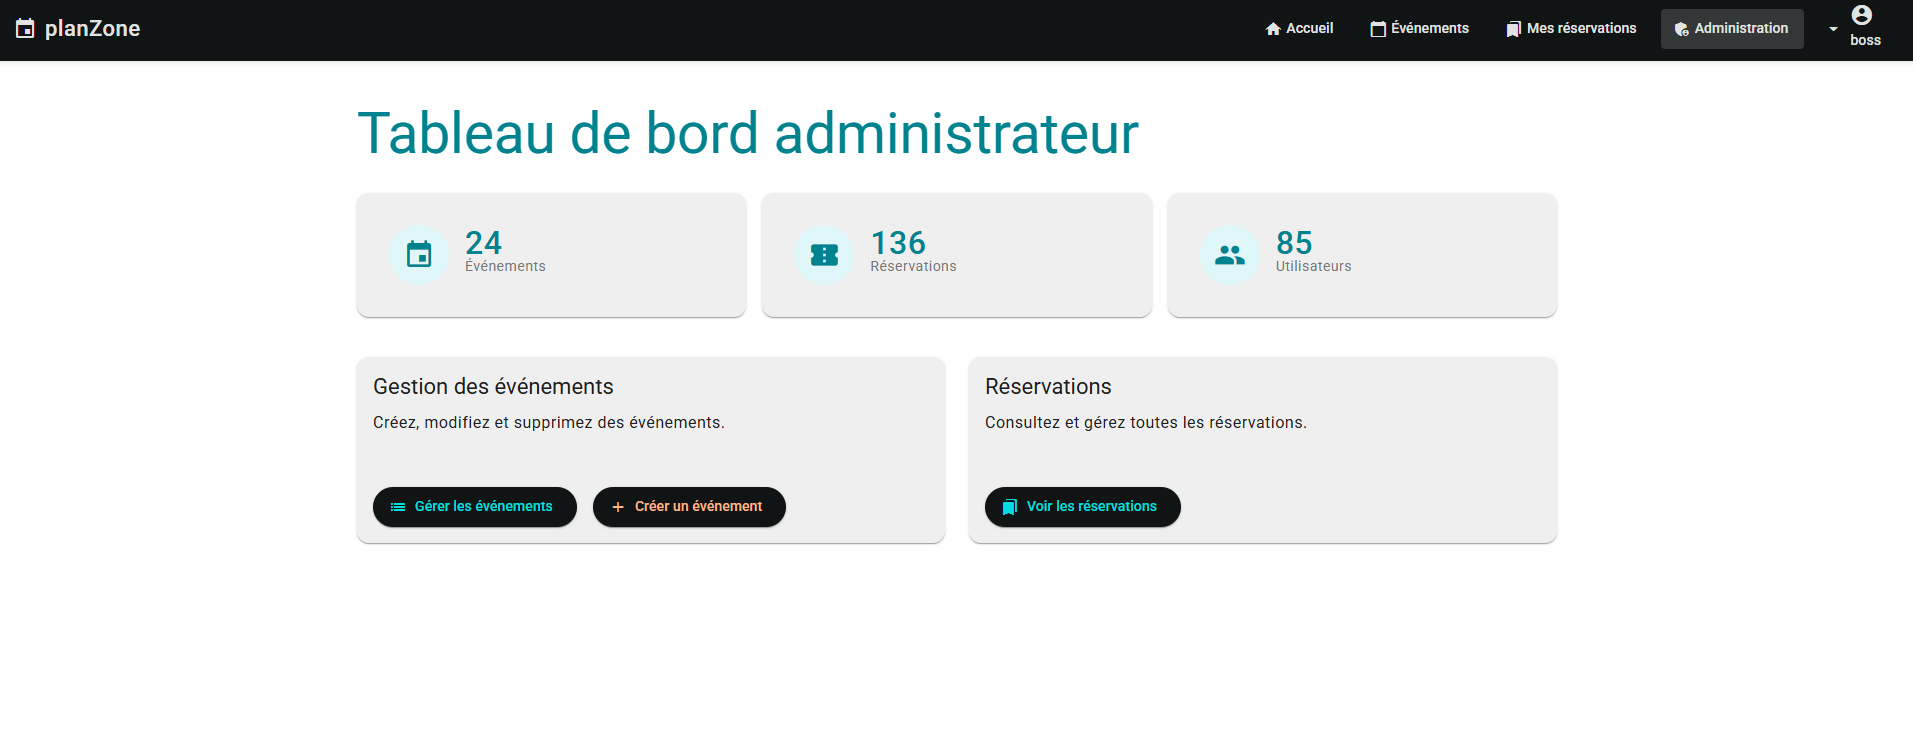 planZone
Accueil
Événements
Mes réservations
Administration
boss
Tableau de bord administrateur
24
Événements
136
Réservations
85
Utilisateurs
Gestion des événements
Créez, modifiez et supprimez des événements.
Gérer les événements
Créer un événement
Réservations
Consultez et gérez toutes les réservations.
Voir les réservations